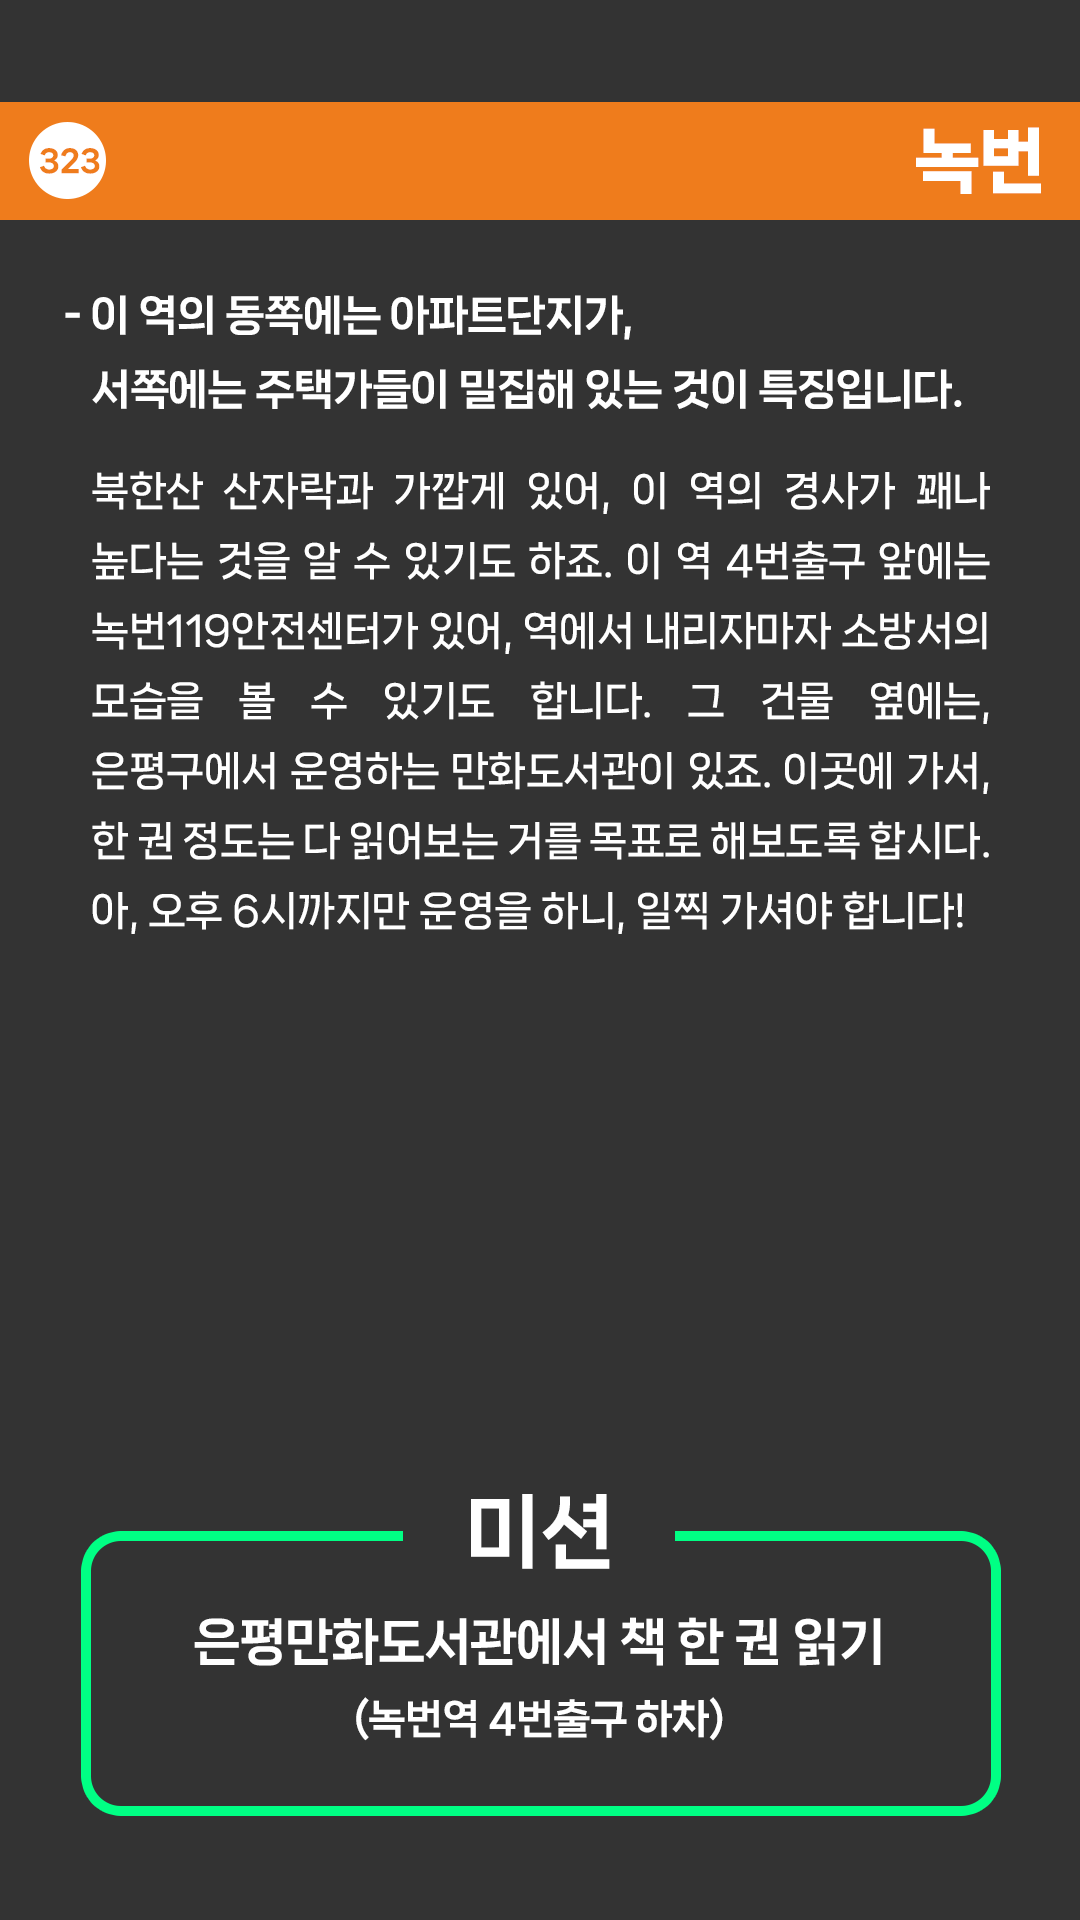 323
녹번
- 이 역의 동쪽에는 아파트단지가,
서쪽에는 주택가들이 밀집해 있는 것이 특징입니다.
북한산 산자락과 가깝게 있어, 이 역의 경사가 꽤나
높다는 것을 알 수 있기도 하죠. 이 역 4번출구 앞에는
녹번119안전센터가 있어, 역에서 내리자마자 소방서의
모습을 볼 수 있기도 합니다. 그 건물 옆에는,
은평구에서 운영하는 만화도서관이 있죠. 이곳에 가서,
한 권 정도는 다 읽어보는 거를 목표로 해보도록 합시다.
아, 오후 6시까지만 운영을 하니, 일찍 가셔야 합니다!
미션
은평만화도서관에서 책 한 권 읽기
(녹번역 4번출구 하차)